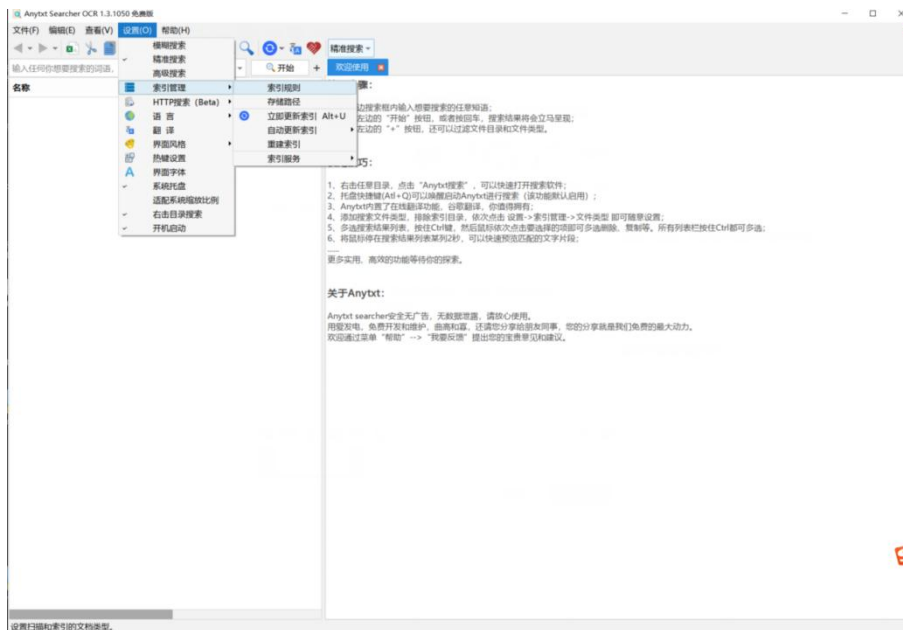 Anytxt Searcher OCR 1.3.1050 免费版
文件(F) 编辑(E) 查看(V) 设置(O) 帮助(H)
精准搜索
输入任何你想要搜索的词语,
开始
+
欢迎使用
名称
模糊搜索
精准搜索
高级搜索
索引管理
HTTP搜索 (Beta)
语 言
翻 译
界面风格
热键设置
界面字体
系统托盘
适配系统缩放比例
右击目录搜索
开机启动
索引规则
存储路径
立即更新索引 Alt+U
自动更新索引
重建索引
索引服务
骤:
边搜索框内输入想要搜索的任意短语;
左边的 "开始" 按钮, 或者按回车, 搜索结果将会立马呈现;
左边的 "+" 按钮, 还可以过滤文件目录和文件类型。
巧:
1、右击任意目录, 点击 "Anytxt搜索" , 可以快速打开搜索软件;
2、托盘快捷键(Atl+Q)可以唤醒启动Anytxt进行搜索 (该功能默认启用) ;
3、Anytxt内置了在线翻译功能, 谷歌翻译, 你值得拥有;
4、添加搜索文件类型, 排除索引目录, 依次点击 设置->索引管理->文件类型 即可随意设置;
5、多选搜索结果列表, 按住Ctrl键, 然后鼠标依次点击要选择的项即可多选删除, 复制等。所有列表栏按住Ctrl都可多选;
6、将鼠标停在搜索结果列表某列2秒, 可以快速预览匹配的文字片段;
......
更多实用, 高效的功能等待你的探索。
关于Anytxt:
Anytxt searcher安全无广告, 无数据泄露, 请放心使用。
用爱发电, 免费开发和维护, 曲高和寡, 还请您分享给朋友同事, 您的分享就是我们免费的最大动力。
欢迎通过菜单 "帮助" --> "我要反馈" 提出您的宝贵意见和建议。
设置扫描和索引的文档类型。